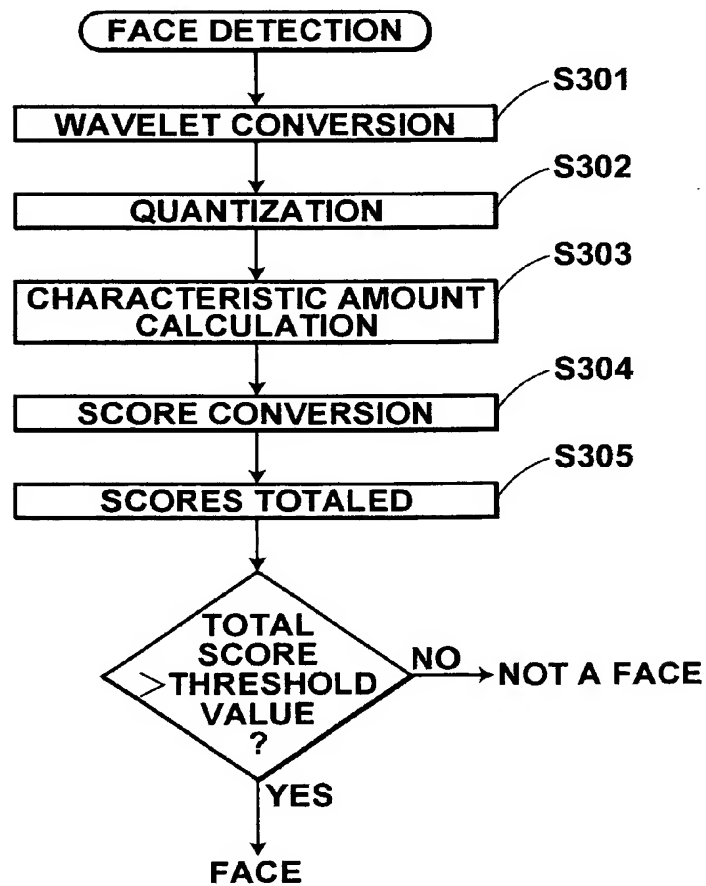 FACE DETECTION
S301
WAVELET CONVERSION
S302
QUANTIZATION
S303
CHARACTERISTIC AMOUNT
CALCULATION
S304
SCORE CONVERSION
S305
SCORES TOTALED
TOTAL
SCORE
>THRESHOLD
VALUE
?
NO
NOT A FACE
YES
FACE